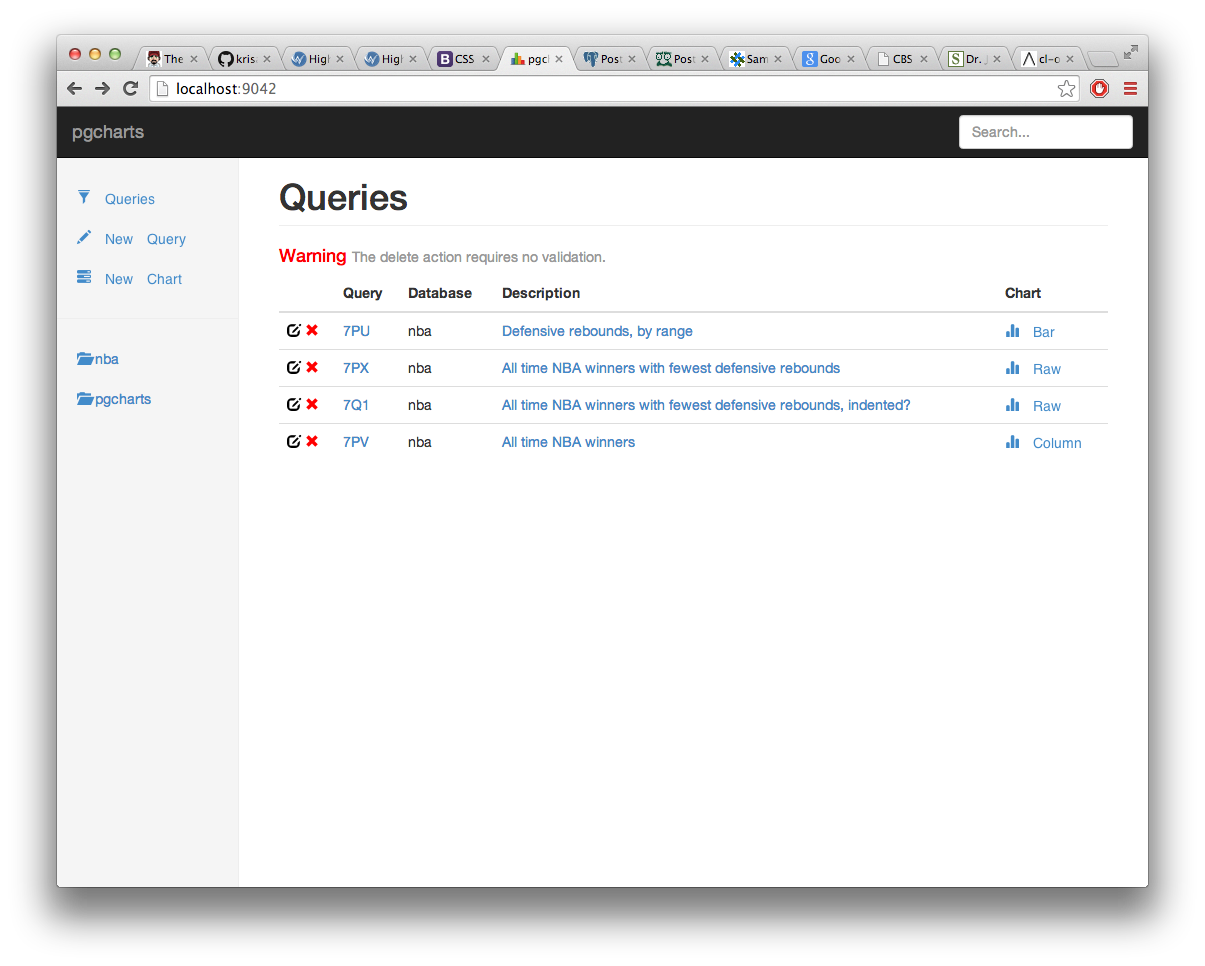 The kris Higl Higl CSS pgcl Post Post Sam Goo CBS Dr. J cl-o
localhost:9042
pgcharts Search...
Queries
New Query
New Chart
nba
pgcharts
Queries
Warning The delete action requires no validation.
Query Database Description Chart
7PU nba Defensive rebounds, by range Bar
7PX nba All time NBA winners with fewest defensive rebounds Raw
7Q1 nba All time NBA winners with fewest defensive rebounds, indented? Raw
7PV nba All time NBA winners Column